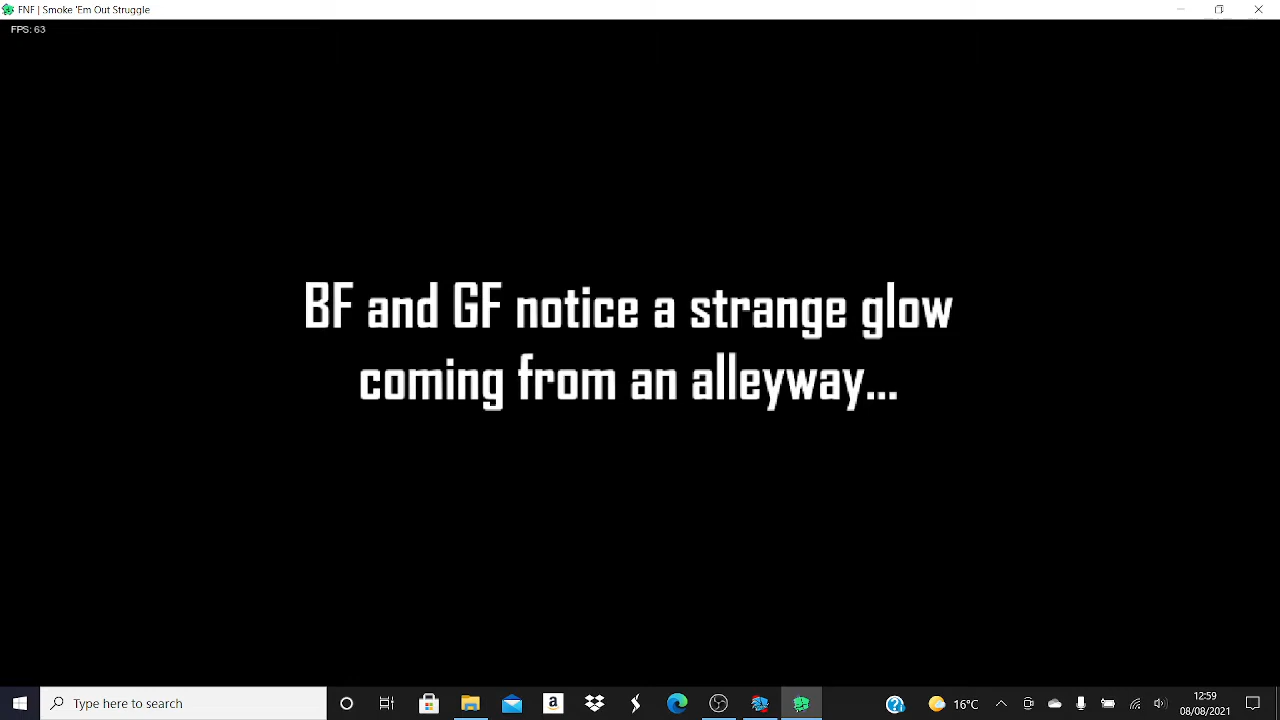 FNF | Smoke 'Em Out Struggle
FPS: 63
BF and GF notice a strange glow
coming from an alleyway...
Type here to search
a
16°C
12:59
08/08/2021